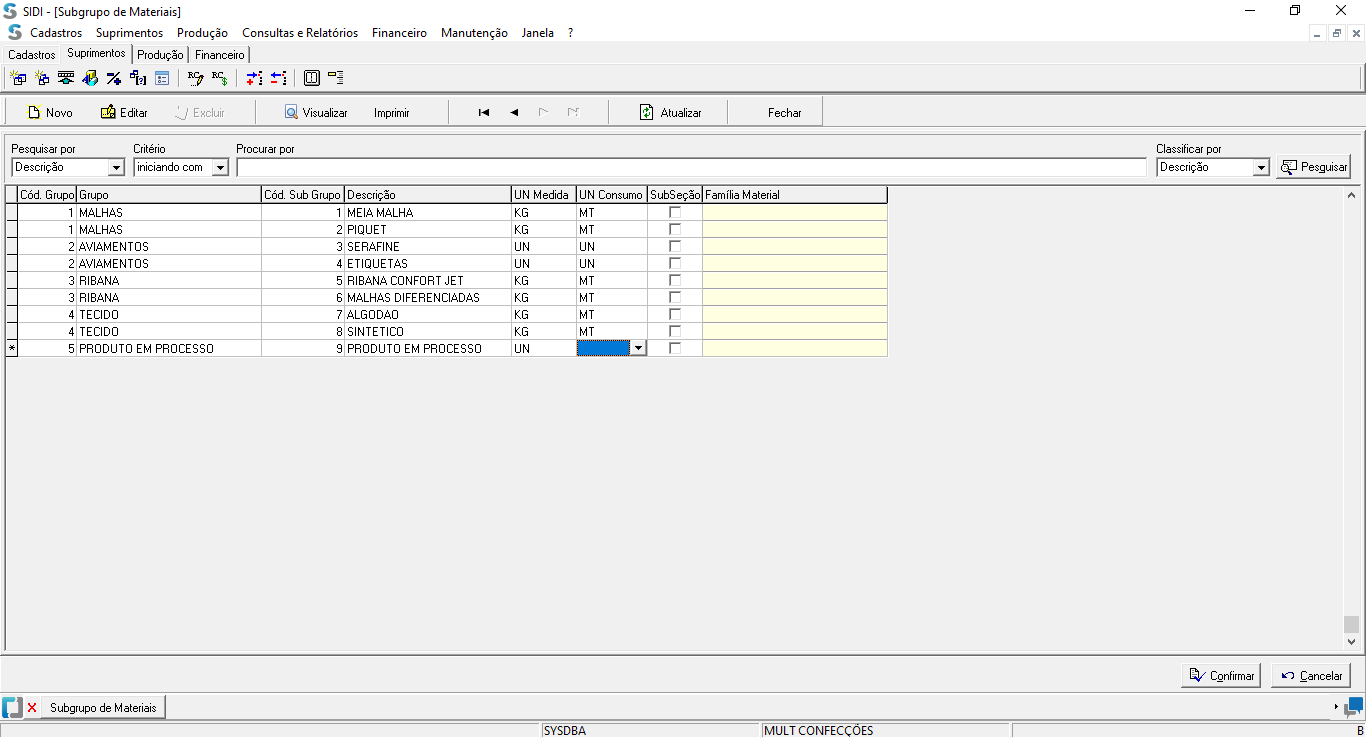 SIDI - [Subgrupo de Materiais]
Cadastros Suprimentos Produção Consultas e Relatórios Financeiro Manutenção Janela ?
Cadastros Suprimentos Produção Financeiro
Novo Editar Excluir Visualizar Imprimir Atualizar Fechar
Pesquisar por Critério Procurar por Classificar por
Descrição iniciando com Descrição Pesquisar
Cód. Grupo Grupo Cód. Sub Grupo Descrição UN Medida UN Consumo SubSeção Família Material
1 MALHAS 1 MEIA MALHA KG MT
1 MALHAS 2 PIQUET KG MT
2 AVIAMENTOS 3 SERAFINE UN UN
2 AVIAMENTOS 4 ETIQUETAS UN UN
3 RIBANA 5 RIBANA CONFORT JET KG MT
3 RIBANA 6 MALHAS DIFERENCIADAS KG MT
4 TECIDO 7 ALGODAO KG MT
4 TECIDO 8 SINTETICO KG MT
* 5 PRODUTO EM PROCESSO 9 PRODUTO EM PROCESSO UN
Confirmar Cancelar
Subgrupo de Materiais
SYSDBA MULT CONFECÇÕES B